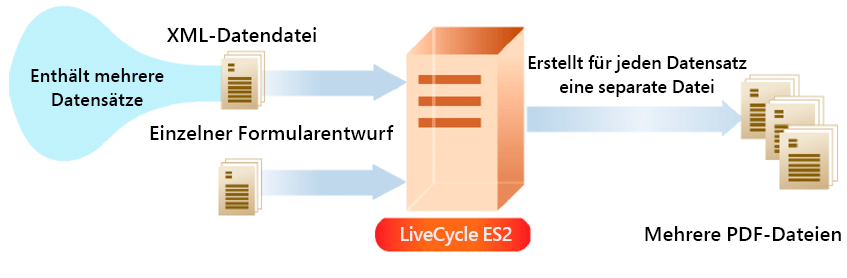 XML-Datendatei
Enthält mehrere
Datensätze
Einzelner Formularentwurf
LiveCycle ES2
Erstellt für jeden Datensatz
eine separate Datei
Mehrere PDF-Dateien